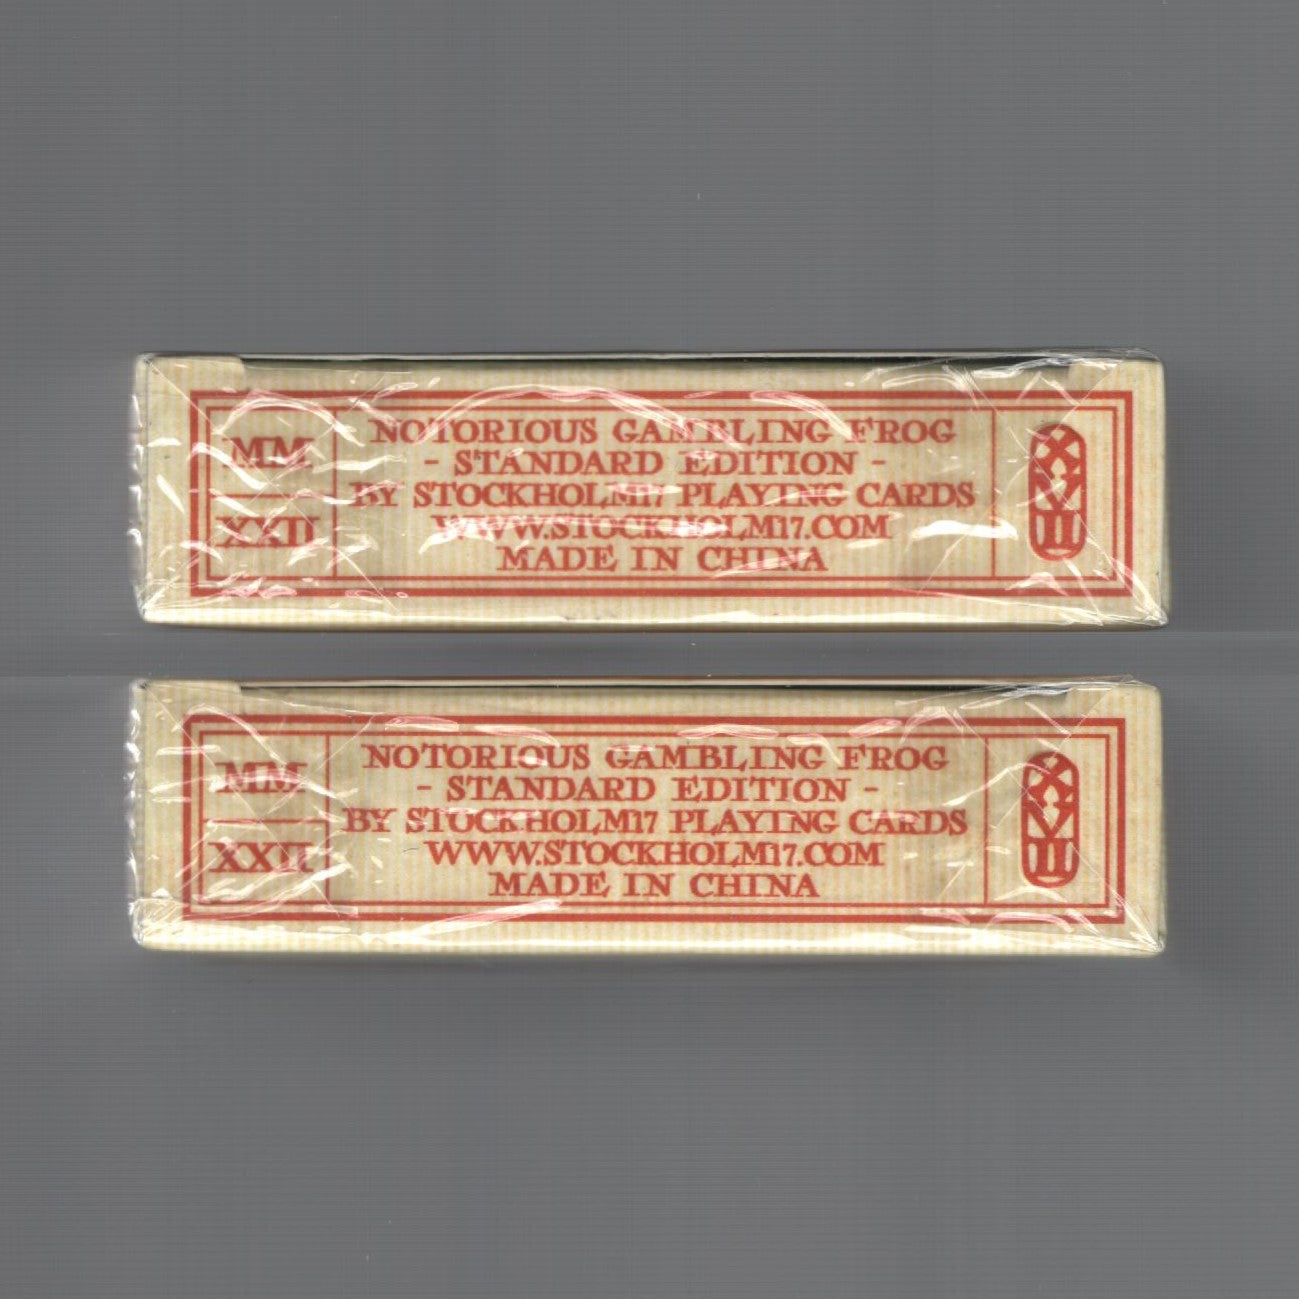 MM
XXII
NOTORIOUS GAMBLING FROG
- STANDARD EDITION -
BY STOCKHOLM17 PLAYING CARDS
WWW.STOCKHOLM17.COM
MADE IN CHINA
MM
XXII
NOTORIOUS GAMBLING FROG
- STANDARD EDITION -
BY STOCKHOLM17 PLAYING CARDS
WWW.STOCKHOLM17.COM
MADE IN CHINA